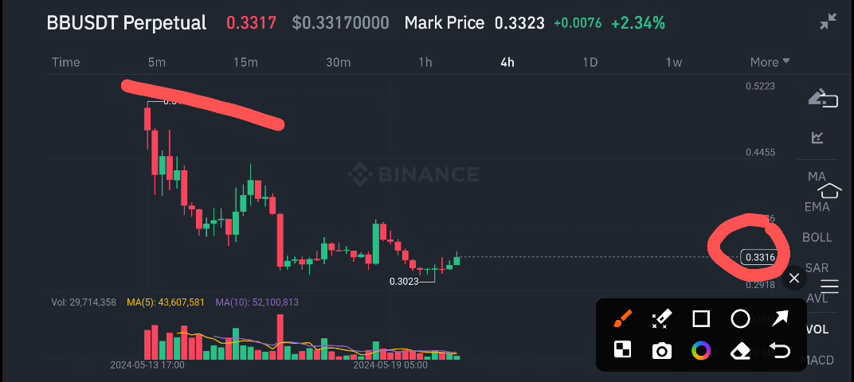 BBUSDT Perpetual 0.3317 $0.33170000 Mark Price 0.3323 +0.0076 +2.34%
Time 5m 15m 30m 1h 4h 1D 1w More
0.5223
0.4455
BINANCE
MA
EMA
BOLL
0.3316
SAR
0.3023
0.2918
AVL
Vol: 29,714,358 MA(5): 43,607,581 MA(10): 52,100,813
VOL
MACD
2024-05-13 17:00 2024-05-19 05:00